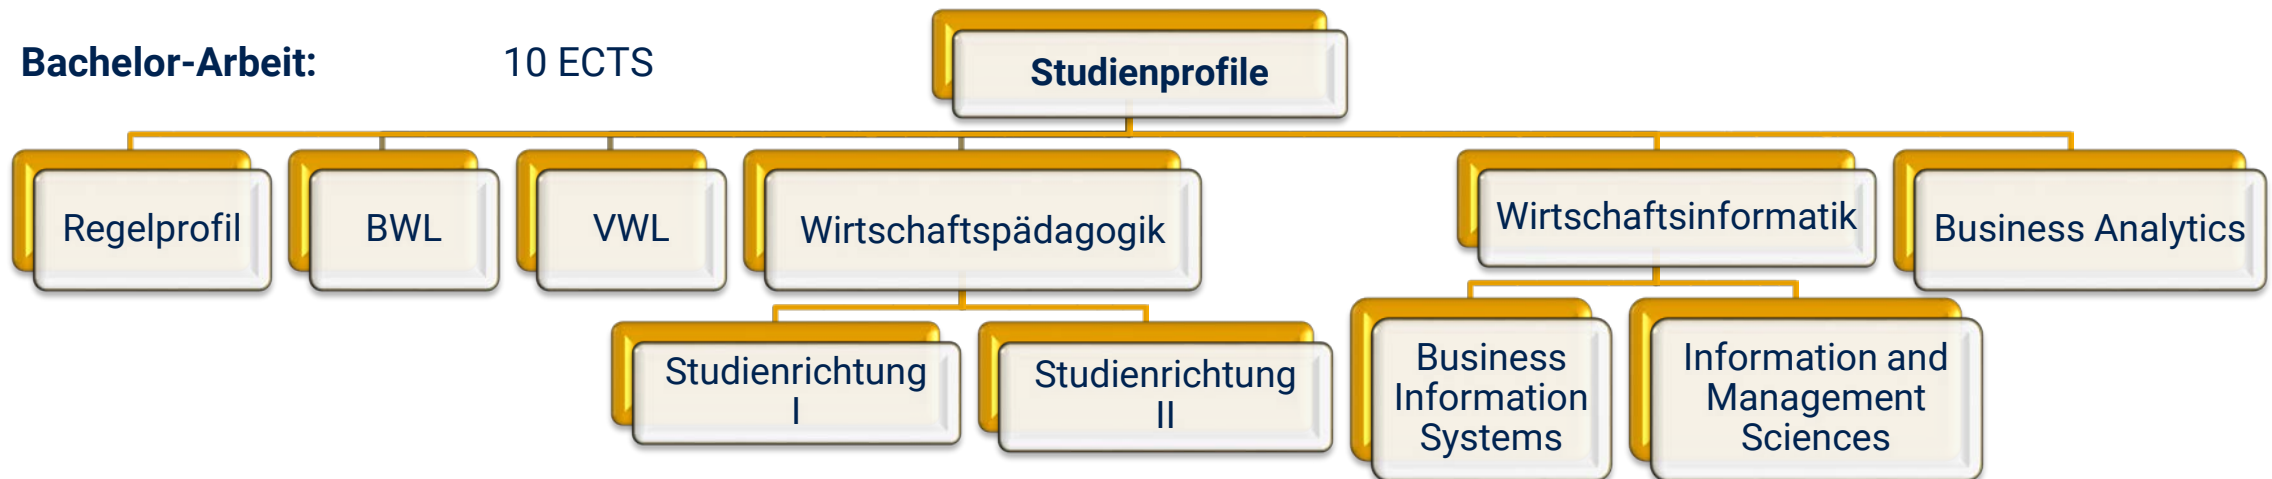 Bachelor-Arbeit: 10 ECTS
Studienprofile
Regelprofil
BWL
VWL
Wirtschaftspädagogik
Wirtschaftsinformatik
Business Analytics
Studienrichtung
I
Studienrichtung
II
Business
Information
Systems
Information and
Management
Sciences